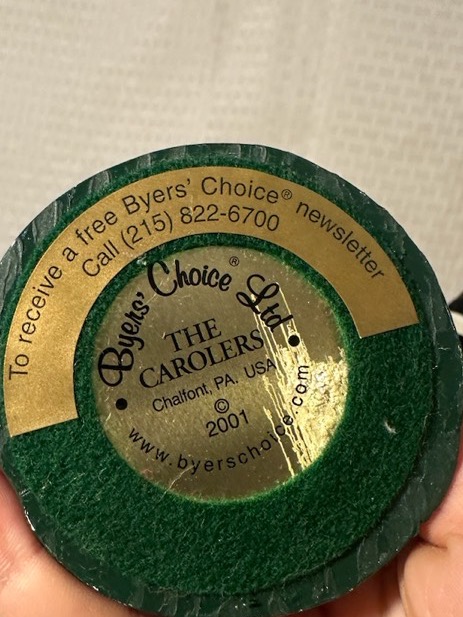 To receive a free Byers' Choice® newsletter
Call (215) 822-6700
Byers' Choice® Ltd
THE
CAROLERS
Chalfont, PA. USA
©
2001
www.byerschoice.com